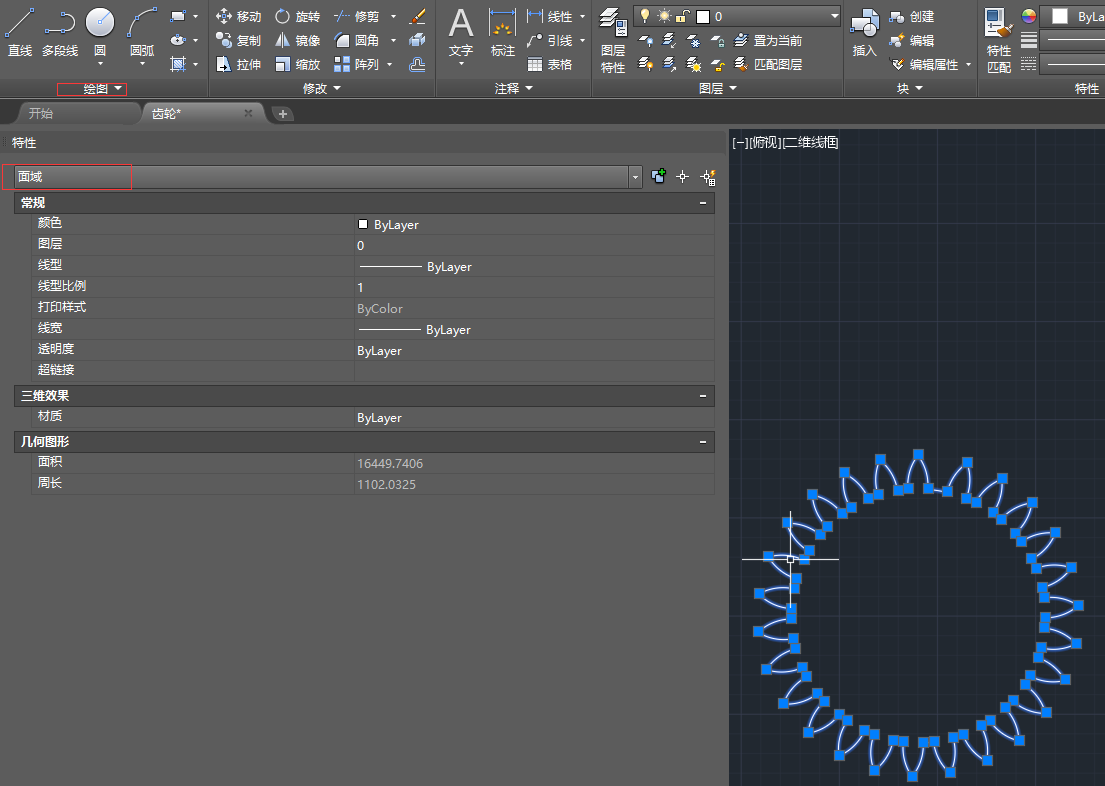 移动 旋转 修剪 线性 0 创建 ByLa
直线 多段线 圆 圆弧 复制 镜像 圆角 文字 标注 引线 图层 特性 置为当前 插入 编辑 特性 匹配
拉伸 缩放 阵列 表格 匹配图层 编辑属性
绘图 修改 注释 图层 块 特性
开始 齿轮*
特性 [−][俯视][二维线框]
面域
常规
颜色 ByLayer
图层 0
线型 ByLayer
线型比例 1
打印样式 ByColor
线宽 ByLayer
透明度 ByLayer
超链接
三维效果
材质 ByLayer
几何图形
面积 16449.7406
周长 1102.0325